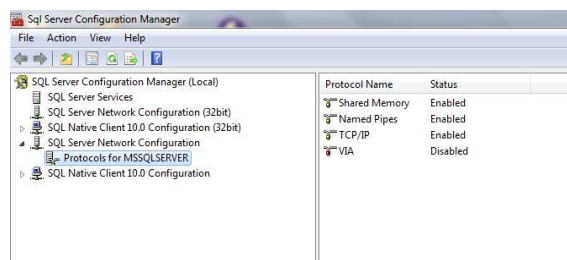 Sql Server Configuration Manager
File Action View Help
SQL Server Configuration Manager (Local)
SQL Server Services
SQL Server Network Configuration (32bit)
SQL Native Client 10.0 Configuration (32bit)
SQL Server Network Configuration
Protocols for MSSQLSERVER
SQL Native Client 10.0 Configuration
Protocol Name Status
Shared Memory Enabled
Named Pipes Enabled
TCP/IP Enabled
VIA Disabled